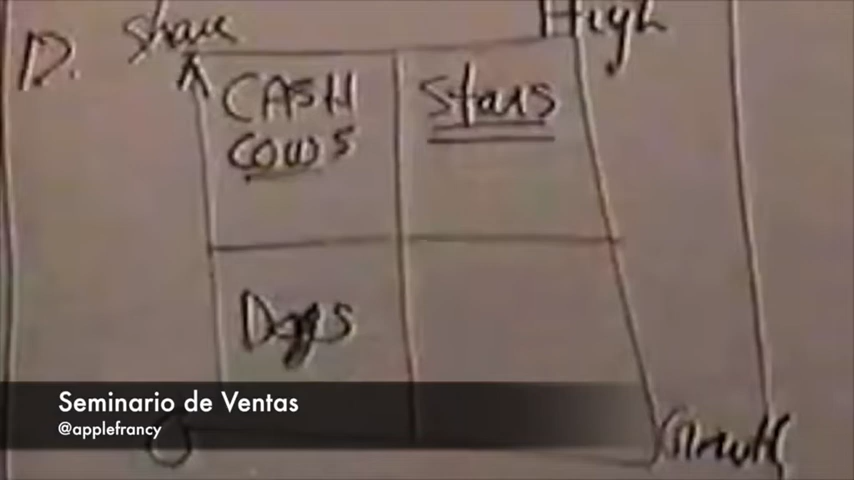 D.
Share
High
CASH
COWS
Stars
Dogs
Growth
Seminario de Ventas
@applefrancy